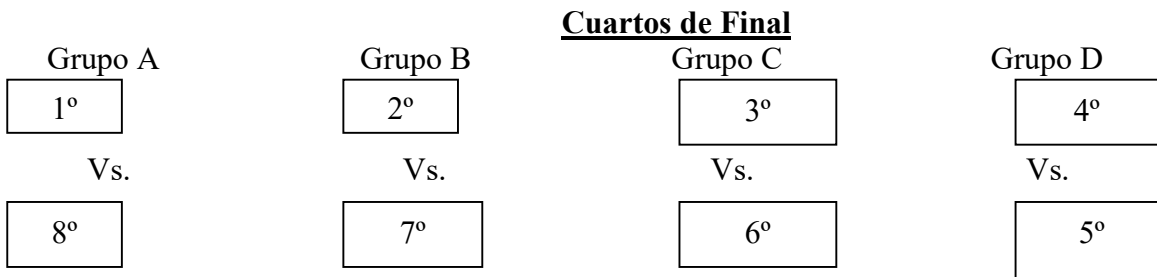 Cuartos de Final
Grupo A Grupo B Grupo C Grupo D
1º 2º 3º 4º
Vs. Vs. Vs. Vs.
8º 7º 6º 5º